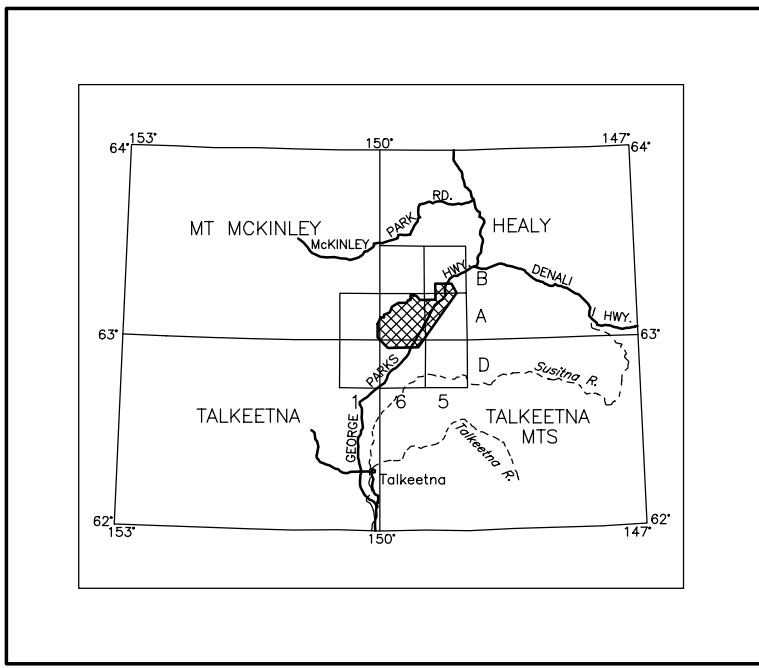 153°
150°
147°
64°
64°
MT MCKINLEY
McKINLEY
PARK
RD.
HEALY
HWY.
B
DENALI
HWY.
A
63°
63°
PARKS
D
Susitna R.
1
6
5
TALKEETNA
GEORGE
TALKEETNA
MTS
Talkeetna R.
Talkeetna
62°
62°
153°
150°
147°